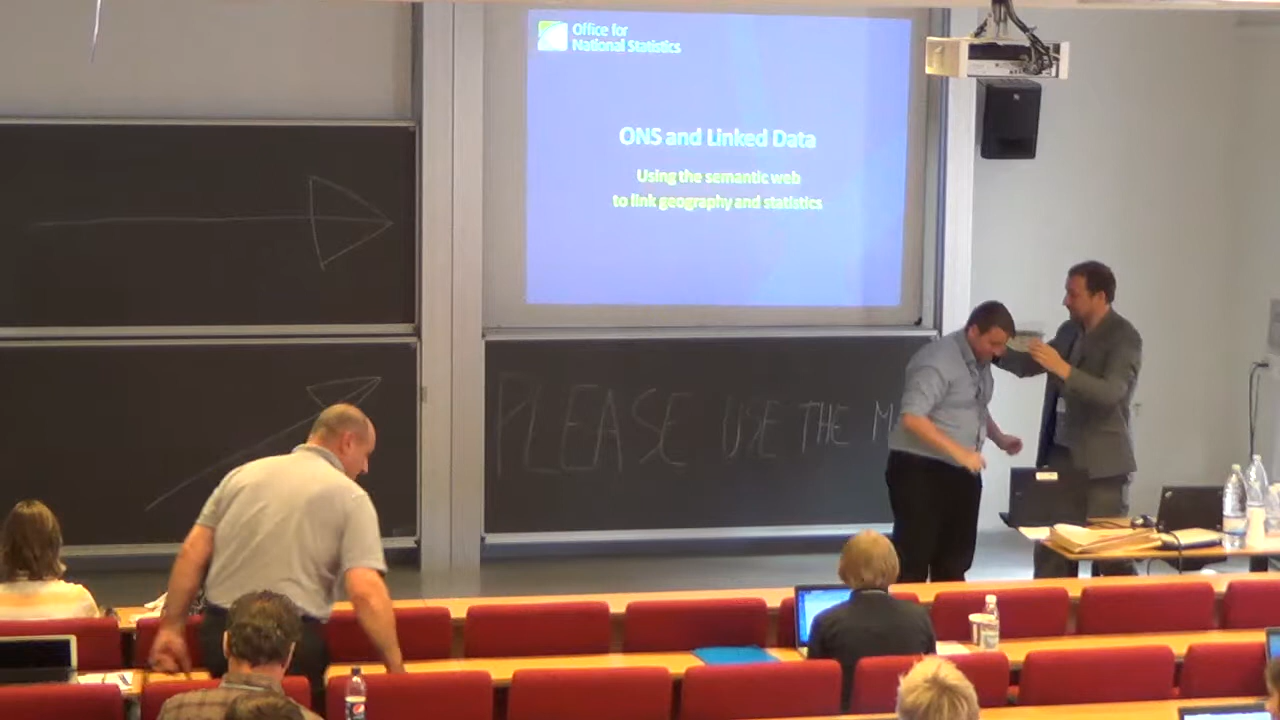 Office for
National Statistics
ONS and Linked Data
Using the semantic web
to link geography and statistics
PLEASE USE THE M